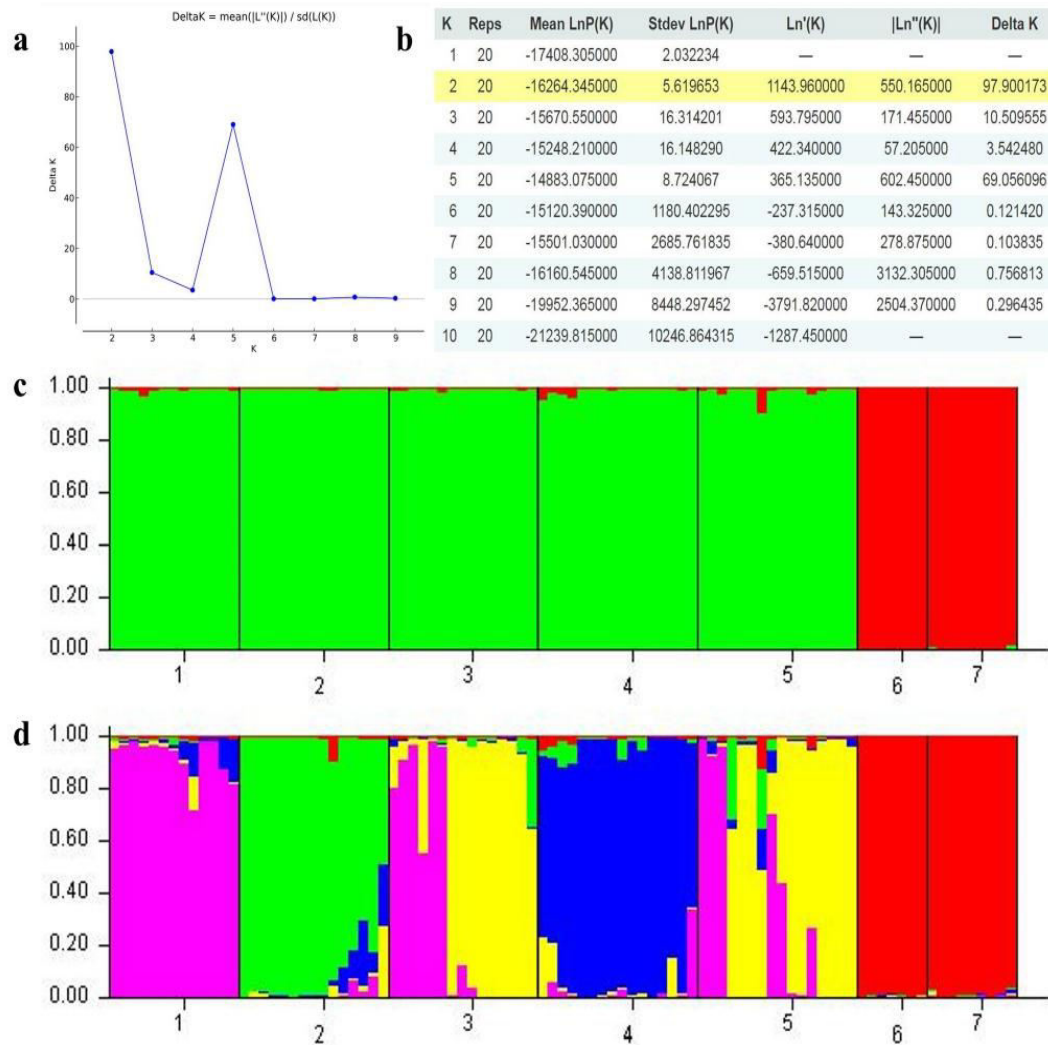 DeltaK = mean(|L''(K)|) / sd(L(K))
a
100
80
60
40
20
0
Delta K
2 3 4 5 6 7 8 9
K
b
K Reps Mean LnP(K) Stdev LnP(K) Ln'(K) |Ln''(K)| Delta K
1 20 -17408.305000 2.032234 — — —
2 20 -16264.345000 5.619653 1143.960000 550.165000 97.900173
3 20 -15670.550000 16.314201 593.795000 171.455000 10.509555
4 20 -15248.210000 16.148290 422.340000 57.205000 3.542480
5 20 -14883.075000 8.724067 365.135000 602.450000 69.056096
6 20 -15120.390000 1180.402295 -237.315000 143.325000 0.121420
7 20 -15501.030000 2685.761835 -380.640000 278.875000 0.103835
8 20 -16160.545000 4138.811967 -659.515000 3132.305000 0.756813
9 20 -19952.365000 8448.297452 -3791.820000 2504.370000 0.296435
10 20 -21239.815000 10246.864315 -1287.450000 — —
c
1.00
0.80
0.60
0.40
0.20
0.00
1 2 3 4 5 6 7
d
1.00
0.80
0.60
0.40
0.20
0.00
1 2 3 4 5 6 7